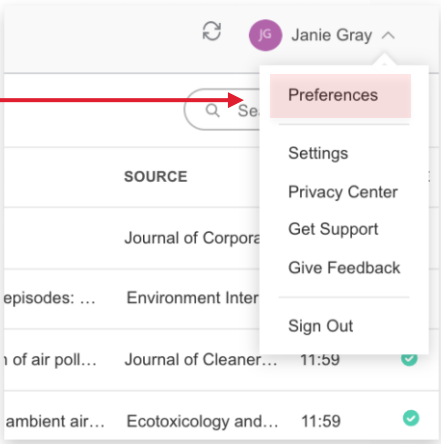 JG Janie Gray
Preferences
Settings
SOURCE
Privacy Center
Journal of Corpora
Get Support
Give Feedback
episodes: ... Environment Inter
Sign Out
of air poll... Journal of Cleaner... 11:59
ambient air... Ecotoxicology and... 11:59